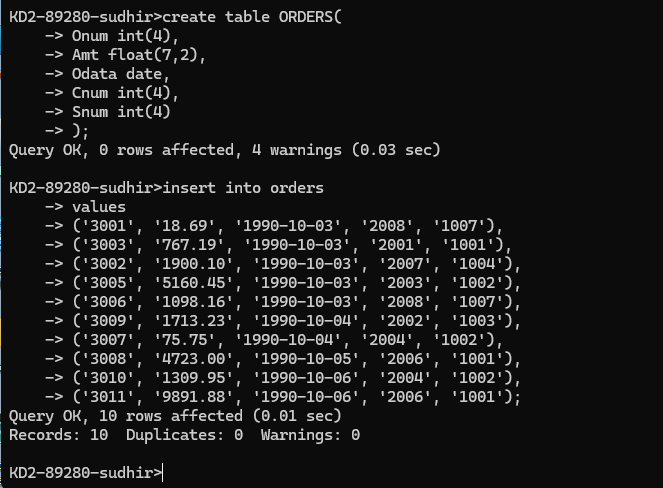 KD2-89280-sudhir>create table ORDERS(
    -> Onum int(4),
    -> Amt float(7,2),
    -> Odata date,
    -> Cnum int(4),
    -> Snum int(4)
    -> );
Query OK, 0 rows affected, 4 warnings (0.03 sec)

KD2-89280-sudhir>insert into orders
    -> values
    -> ('3001', '18.69', '1990-10-03', '2008', '1007'),
    -> ('3003', '767.19', '1990-10-03', '2001', '1001'),
    -> ('3002', '1900.10', '1990-10-03', '2007', '1004'),
    -> ('3005', '5160.45', '1990-10-03', '2003', '1002'),
    -> ('3006', '1098.16', '1990-10-03', '2008', '1007'),
    -> ('3009', '1713.23', '1990-10-04', '2002', '1003'),
    -> ('3007', '75.75', '1990-10-04', '2004', '1002'),
    -> ('3008', '4723.00', '1990-10-05', '2006', '1001'),
    -> ('3010', '1309.95', '1990-10-06', '2004', '1002'),
    -> ('3011', '9891.88', '1990-10-06', '2006', '1001');
Query OK, 10 rows affected (0.01 sec)
Records: 10  Duplicates: 0  Warnings: 0

KD2-89280-sudhir>